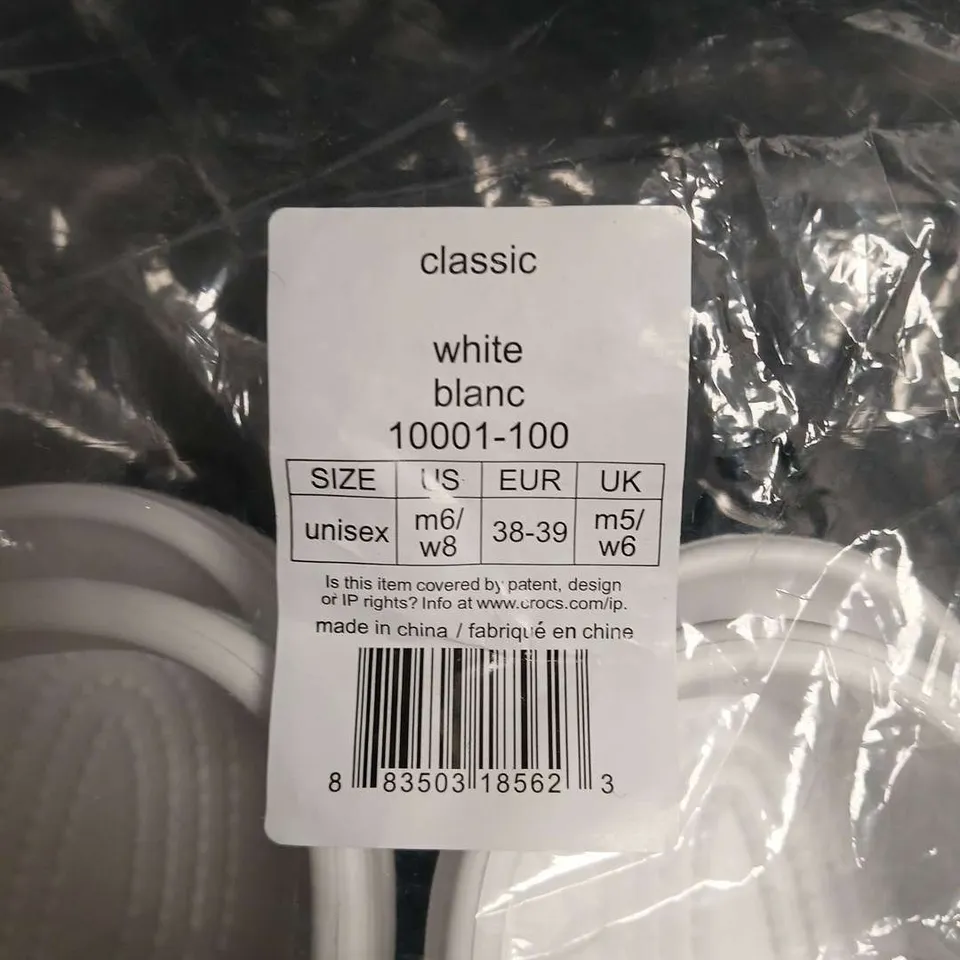 classic
white
blanc
10001-100
SIZE US EUR UK
unisex m6/ w8 38-39 m5/ w6
Is this item covered by patent, design
or IP rights? Info at www.crocs.com/ip.
made in china / fabriqué en chine
8 83503 18562 3